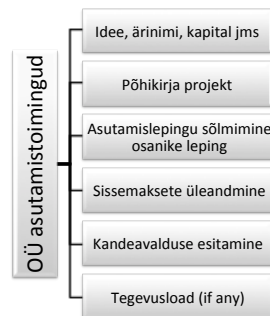 OÜ asutamistoimingud
Idee, ärinimi, kapital jms
Põhikirja projekt
Asutamislepingu sõlmimine
osanike leping
Sissemaksete üleandmine
Kandeavalduse esitamine
Tegevusload (if any)